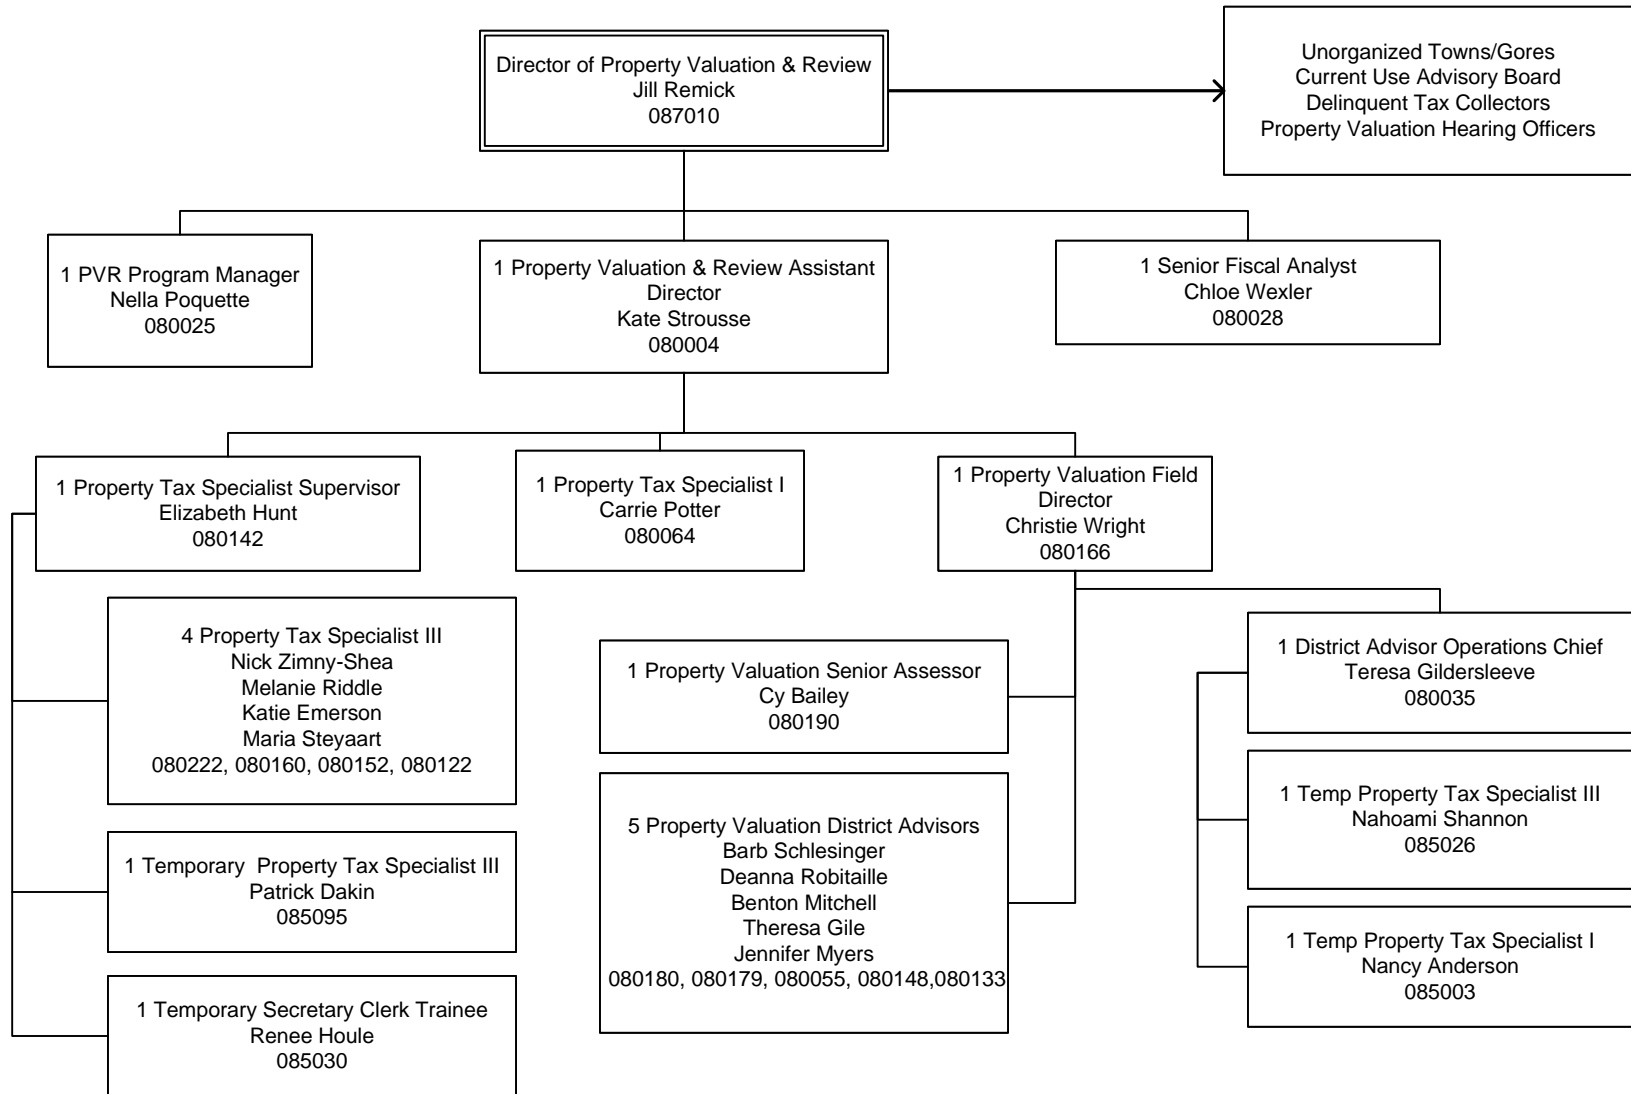 Director of Property Valuation & Review
Jill Remick
087010
Unorganized Towns/Gores
Current Use Advisory Board
Delinquent Tax Collectors
Property Valuation Hearing Officers
1 PVR Program Manager
Nella Poquette
080025
1 Property Valuation & Review Assistant
Director
Kate Strousse
080004
1 Senior Fiscal Analyst
Chloe Wexler
080028
1 Property Tax Specialist Supervisor
Elizabeth Hunt
080142
1 Property Tax Specialist I
Carrie Potter
080064
1 Property Valuation Field
Director
Christie Wright
080166
4 Property Tax Specialist III
Nick Zimny-Shea
Melanie Riddle
Katie Emerson
Maria Steyaart
080222, 080160, 080152, 080122
1 Temporary  Property Tax Specialist III
Patrick Dakin
085095
1 Temporary Secretary Clerk Trainee
Renee Houle
085030
1 Property Valuation Senior Assessor
Cy Bailey
080190
5 Property Valuation District Advisors
Barb Schlesinger
Deanna Robitaille
Benton Mitchell
Theresa Gile
Jennifer Myers
080180, 080179, 080055, 080148,080133
1 District Advisor Operations Chief
Teresa Gildersleeve
080035
1 Temp Property Tax Specialist III
Nahoami Shannon
085026
1 Temp Property Tax Specialist I
Nancy Anderson
085003